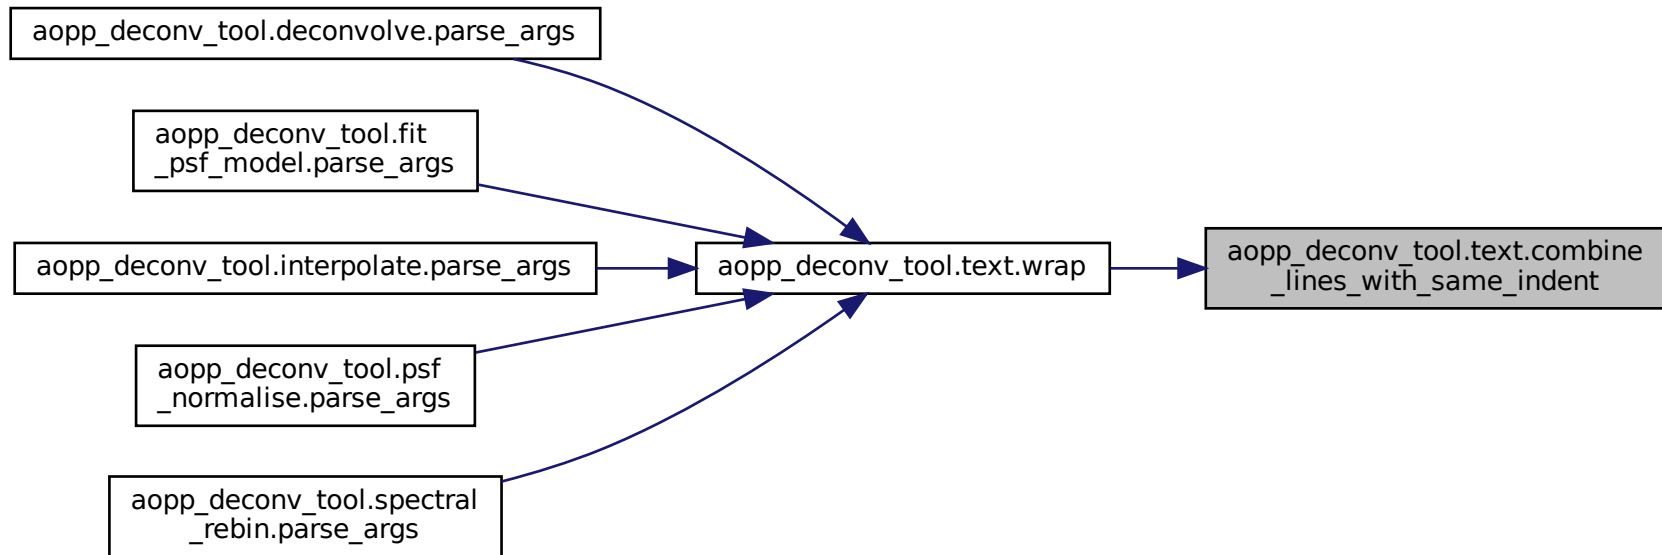 aopp_deconv_tool.deconvolve.parse_args
aopp_deconv_tool.fit
_psf_model.parse_args
aopp_deconv_tool.interpolate.parse_args
aopp_deconv_tool.psf
_normalise.parse_args
aopp_deconv_tool.spectral
_rebin.parse_args
aopp_deconv_tool.text.wrap
aopp_deconv_tool.text.combine
_lines_with_same_indent